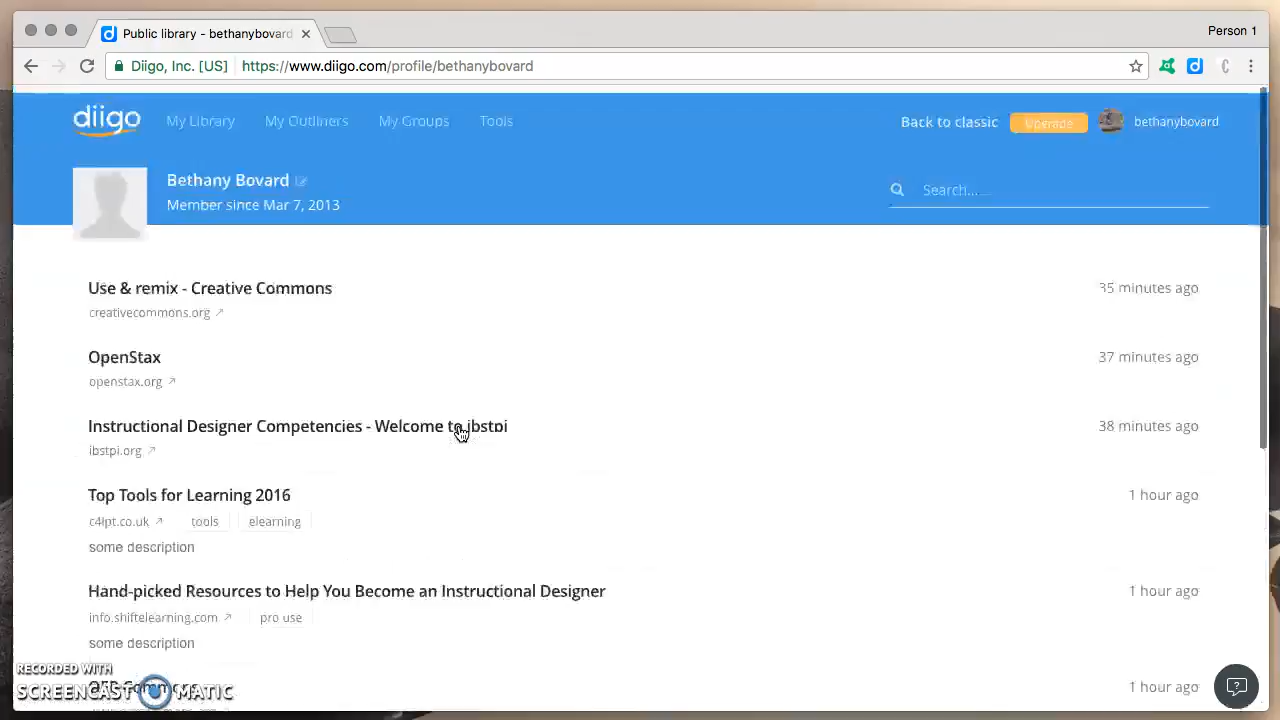 Public library - bethanybovard
Person 1
Diigo, Inc. [US] https://www.diigo.com/profile/bethanybovard
diigo My Library My Outliners My Groups Tools Back to classic Upgrade bethanybovard
Bethany Bovard
Member since Mar 7, 2013
Search......
Use & remix - Creative Commons 35 minutes ago
creativecommons.org
OpenStax 37 minutes ago
openstax.org
Instructional Designer Competencies - Welcome to ibstpi 38 minutes ago
ibstpi.org
Top Tools for Learning 2016 1 hour ago
c4lpt.co.uk tools elearning
some description
Hand-picked Resources to Help You Become an Instructional Designer 1 hour ago
info.shiftelearning.com pro use
some description
RECORDED WITH
SCREENCAST MATIC
Commons 1 hour ago